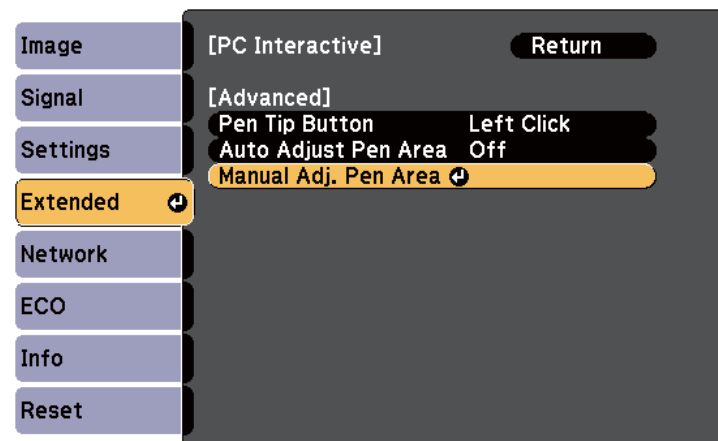 Image
Signal
Settings
Extended
Network
ECO
Info
Reset
[PC Interactive] Return
[Advanced]
Pen Tip Button Left Click
Auto Adjust Pen Area Off
Manual Adj. Pen Area